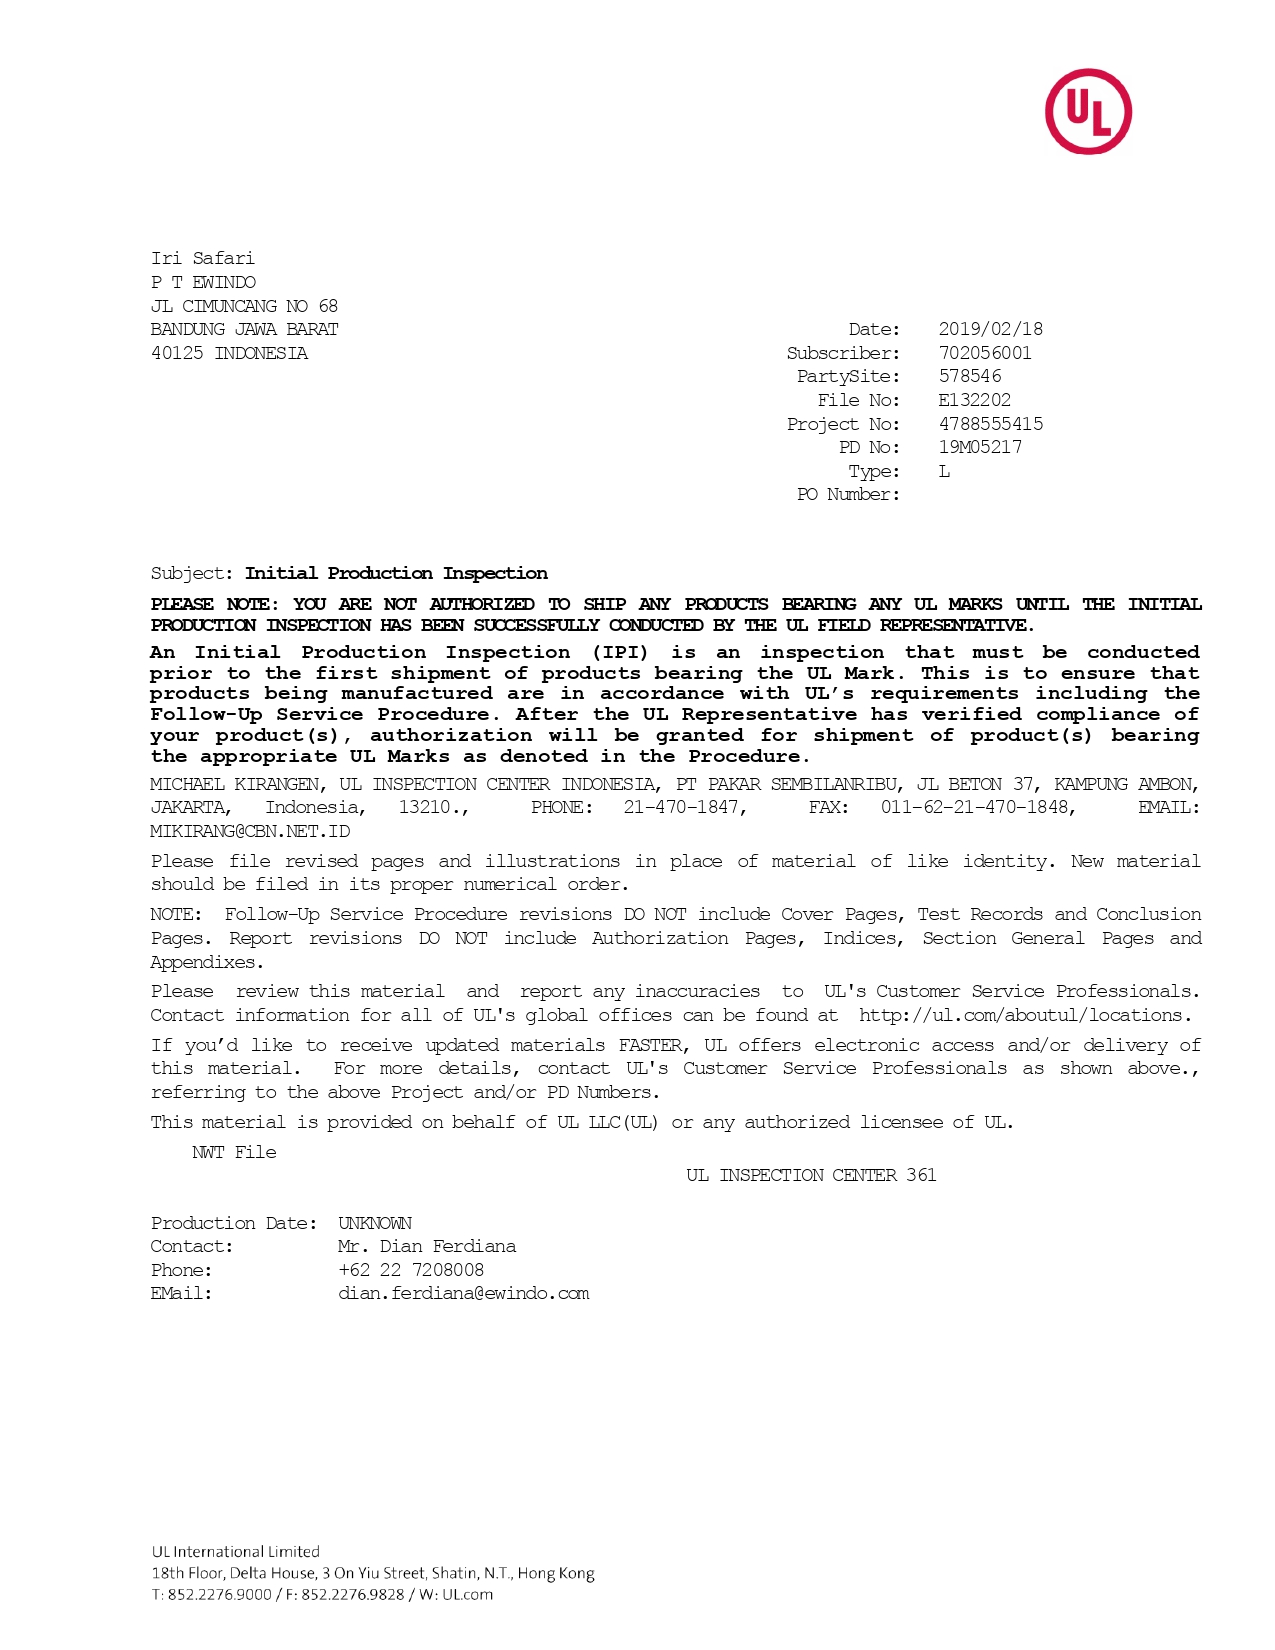 UL
Iri Safari
P T EWINDO
JL CIMUNCANG NO 68
BANDUNG JAWA BARAT
40125 INDONESIA
Date: 2019/02/18
Subscriber: 702056001
PartySite: 578546
File No: E132202
Project No: 4788555415
PD No: 19M05217
Type: L
PO Number:
Subject: Initial Production Inspection
PLEASE NOTE: YOU ARE NOT AUTHORIZED TO SHIP ANY PRODUCTS BEARING ANY UL MARKS UNTIL THE INITIAL
PRODUCTION INSPECTION HAS BEEN SUCCESSFULLY CONDUCTED BY THE UL FIELD REPRESENTATIVE.
An Initial Production Inspection (IPI) is an inspection that must be conducted
prior to the first shipment of products bearing the UL Mark. This is to ensure that
products being manufactured are in accordance with UL’s requirements including the
Follow-Up Service Procedure. After the UL Representative has verified compliance of
your product(s), authorization will be granted for shipment of product(s) bearing
the appropriate UL Marks as denoted in the Procedure.
MICHAEL KIRANGEN, UL INSPECTION CENTER INDONESIA, PT PAKAR SEMBILANRIBU, JL BETON 37, KAMPUNG AMBON,
JAKARTA, Indonesia, 13210., PHONE: 21-470-1847, FAX: 011-62-21-470-1848, EMAIL:
MIKIRANG@CBN.NET.ID
Please file revised pages and illustrations in place of material of like identity. New material
should be filed in its proper numerical order.
NOTE: Follow-Up Service Procedure revisions DO NOT include Cover Pages, Test Records and Conclusion
Pages. Report revisions DO NOT include Authorization Pages, Indices, Section General Pages and
Appendixes.
Please review this material and report any inaccuracies to UL's Customer Service Professionals.
Contact information for all of UL's global offices can be found at http://ul.com/aboutul/locations.
If you’d like to receive updated materials FASTER, UL offers electronic access and/or delivery of
this material. For more details, contact UL's Customer Service Professionals as shown above.,
referring to the above Project and/or PD Numbers.
This material is provided on behalf of UL LLC(UL) or any authorized licensee of UL.
NWT File
UL INSPECTION CENTER 361
Production Date: UNKNOWN
Contact: Mr. Dian Ferdiana
Phone: +62 22 7208008
EMail: dian.ferdiana@ewindo.com
UL International Limited
18th Floor, Delta House, 3 On Yiu Street, Shatin, N.T., Hong Kong
T: 852.2276.9000 / F: 852.2276.9828 / W: UL.com